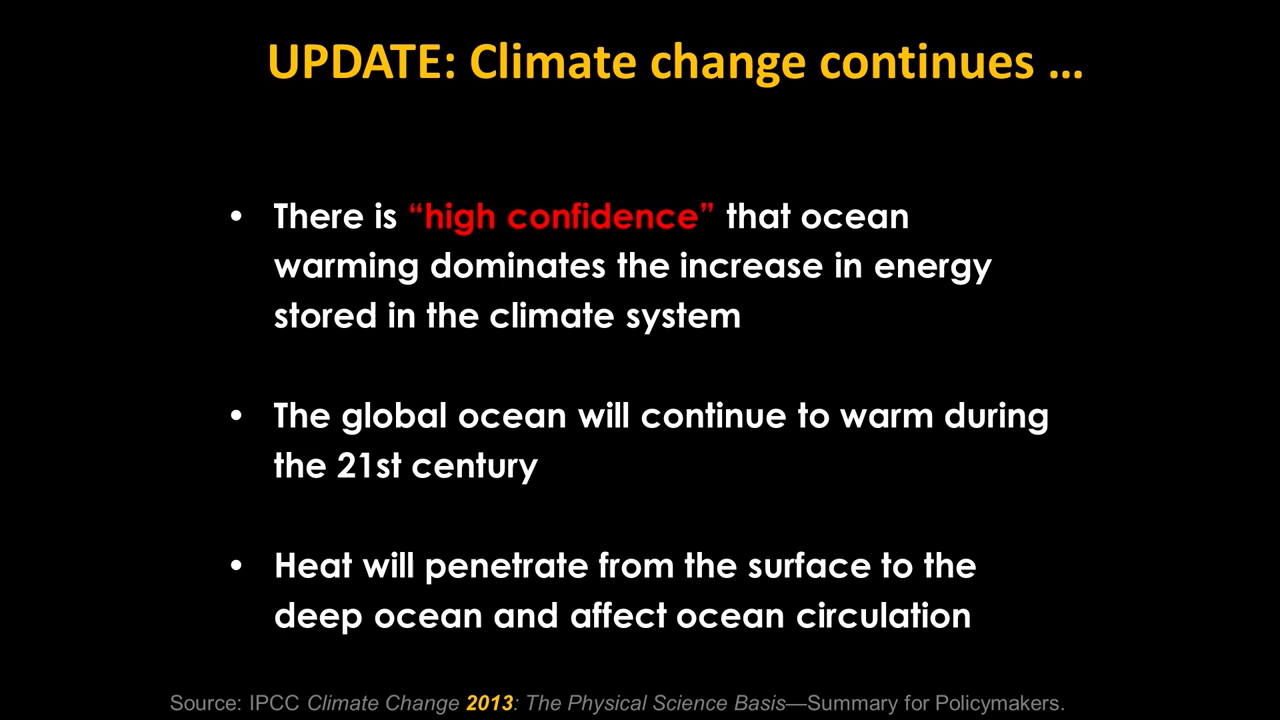 UPDATE: Climate change continues …
• There is “high confidence” that ocean
warming dominates the increase in energy
stored in the climate system
• The global ocean will continue to warm during
the 21st century
• Heat will penetrate from the surface to the
deep ocean and affect ocean circulation
Source: IPCC Climate Change 2013: The Physical Science Basis—Summary for Policymakers.